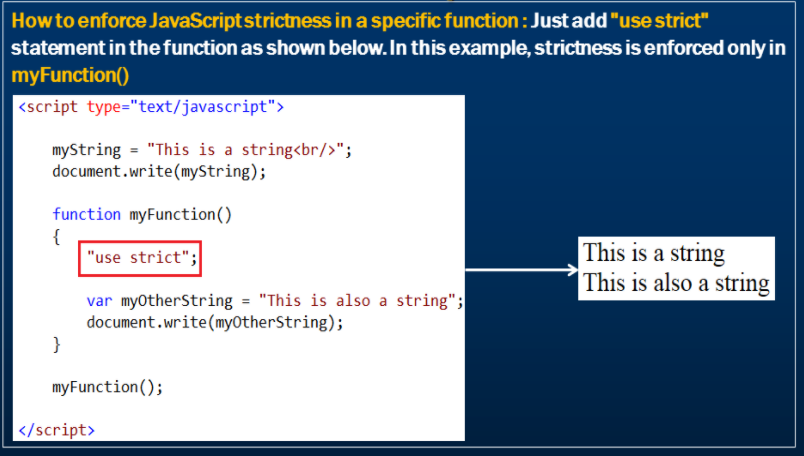 How to enforce JavaScript strictness in a specific function : Just add "use strict"
statement in the function as shown below. In this example, strictness is enforced only in
myFunction()
<script type="text/javascript">
myString = "This is a string<br/>";
document.write(myString);
function myFunction()
{
"use strict";
var myOtherString = "This is also a string";
document.write(myOtherString);
}
myFunction();
</script>
This is a string
This is also a string